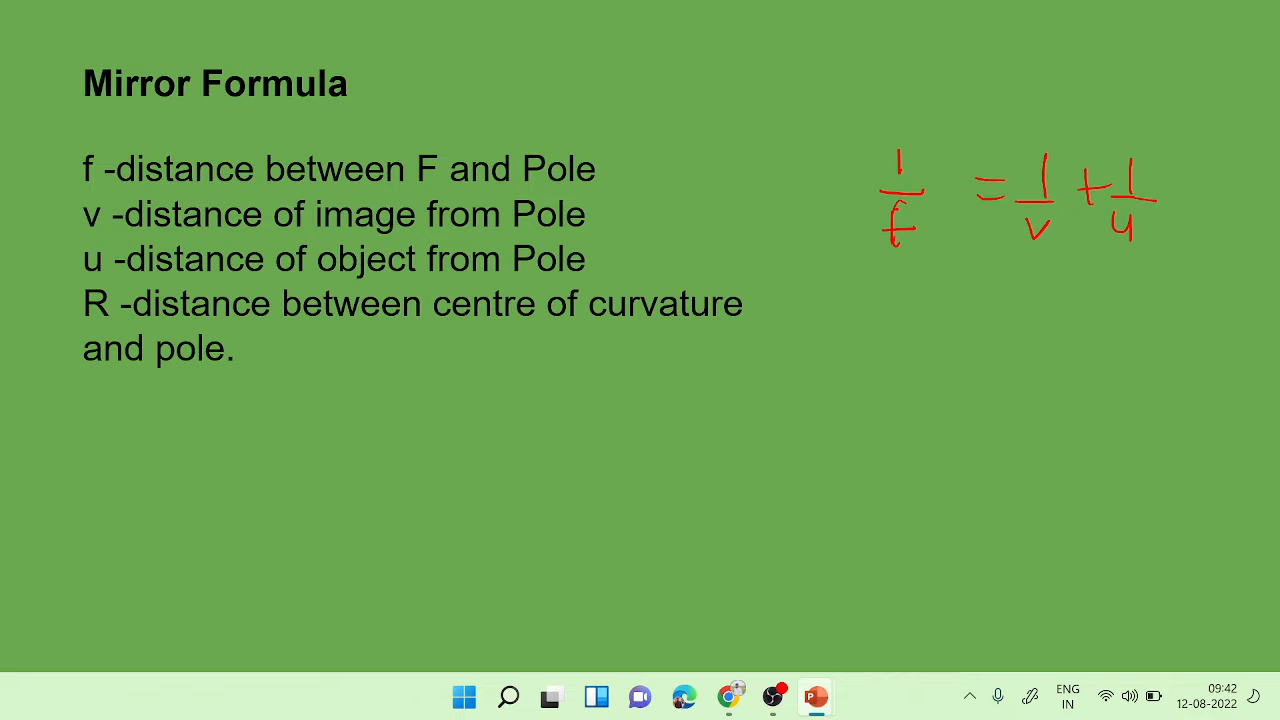 Mirror Formula
f -distance between F and Pole
v -distance of image from Pole
u -distance of object from Pole
R -distance between centre of curvature
and pole.
1/f = 1/v + 1/u
ENG
IN
09:42
12-08-2022